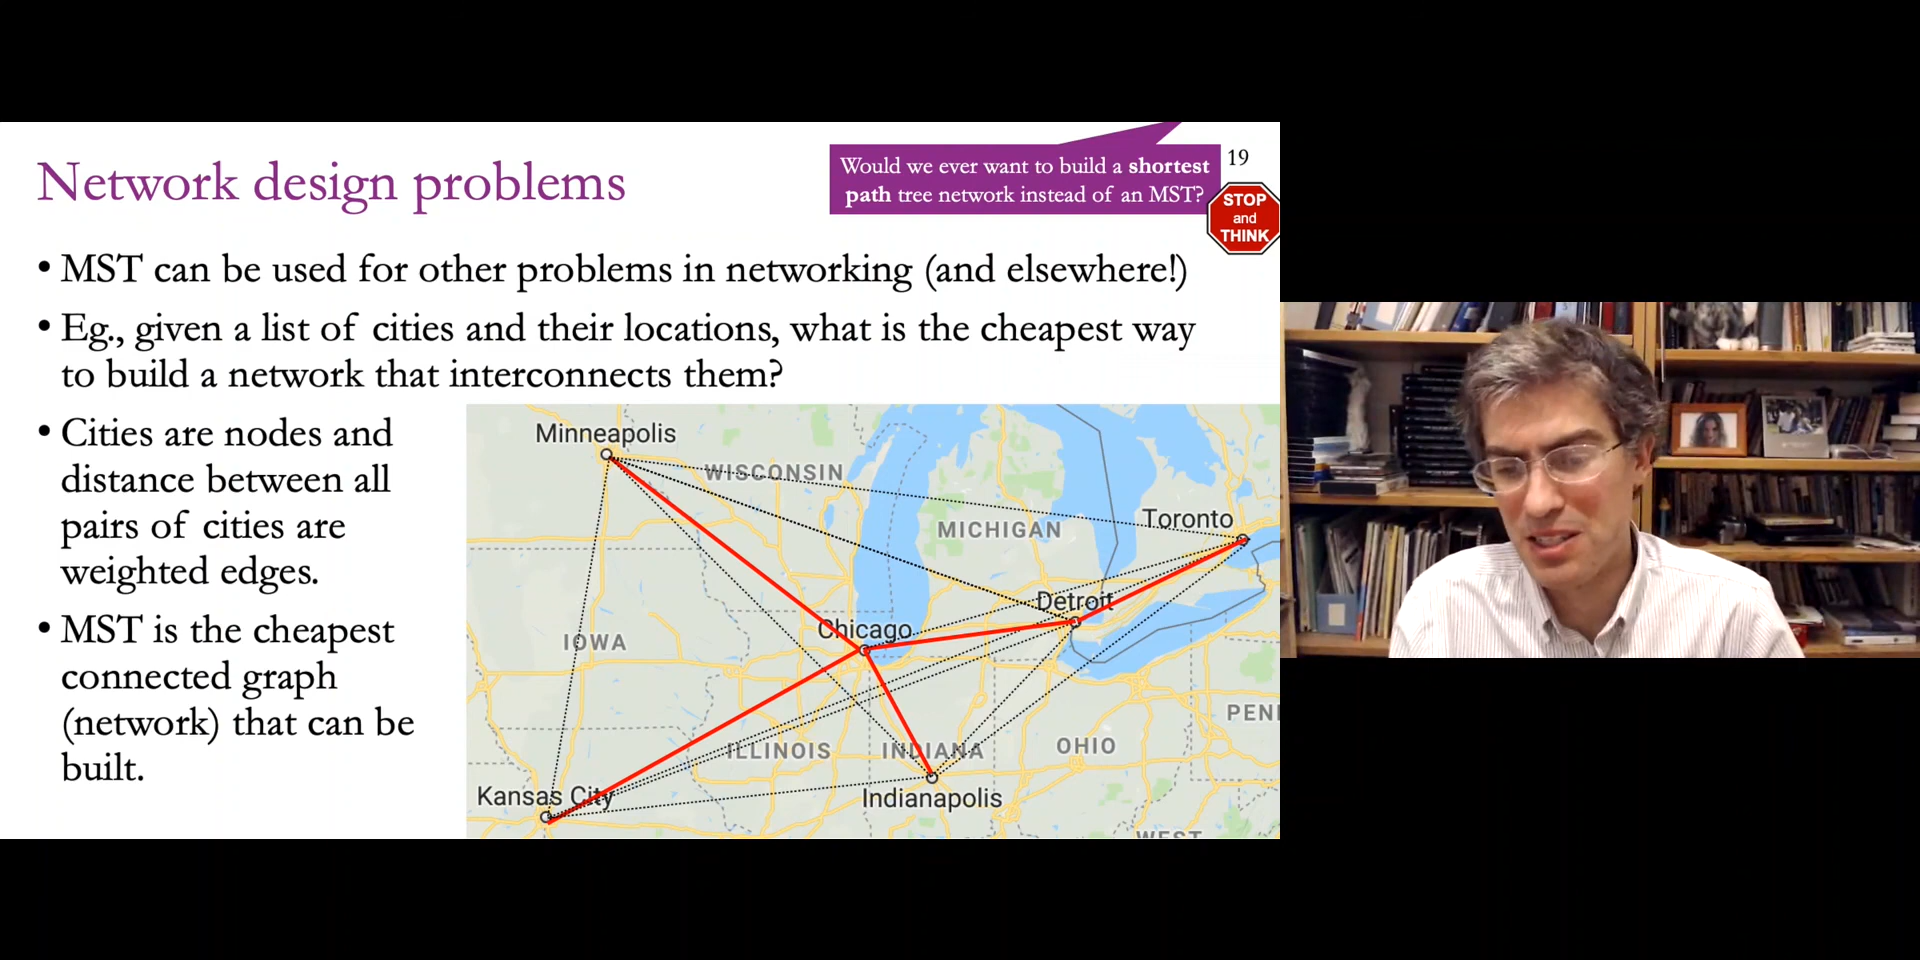 Network design problems
Would we ever want to build a shortest
path tree network instead of an MST?
19
STOP
and
THINK
• MST can be used for other problems in networking (and elsewhere!)
• Eg., given a list of cities and their locations, what is the cheapest way
to build a network that interconnects them?
• Cities are nodes and
distance between all
pairs of cities are
weighted edges.
• MST is the cheapest
connected graph
(network) that can be
built.
Minneapolis
WISCONSIN
MICHIGAN
Toronto
Detroit
Chicago
IOWA
PENN
ILLINOIS
INDIANA
OHIO
Kansas City
Indianapolis
WEST